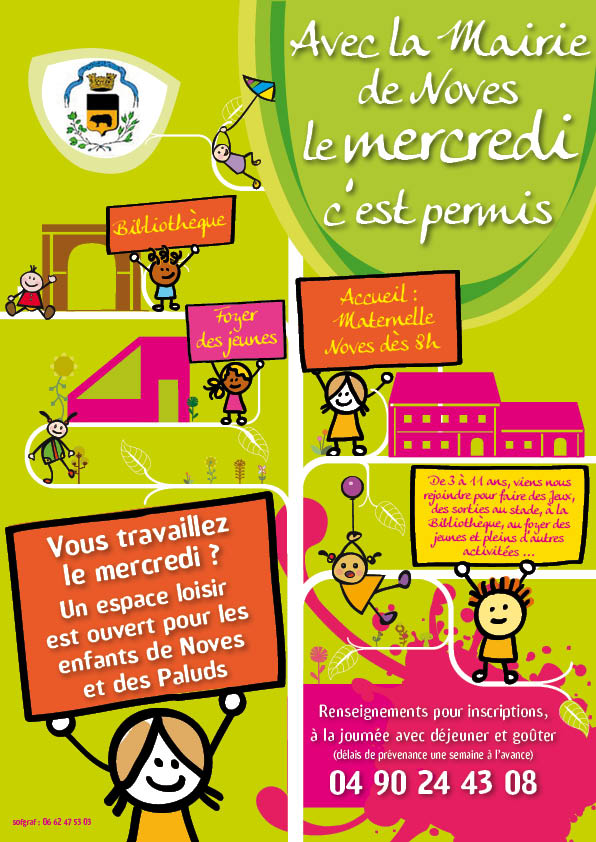 Avec la Mairie
de Noves
le mercredi
c'est permis
Bibliothèque
Foyer
des jeunes
Accueil :
Maternelle
Noves dès 8h
De 3 à 11 ans, viens nous
rejoindre pour faire des Jeux,
des sorties au stade, à la
Bibliothèque, au foyer des
jeunes et pleins d'autres
activitées ...
Vous travaillez
le mercredi ?
Un espace loisir
est ouvert pour les
enfants de Noves
et des Paluds
Renseignements pour inscriptions,
à la journée avec déjeuner et goûter
(délais de prévenance une semaine à l'avance)
04 90 24 43 08
sofgraf : 06 62 47 53 03